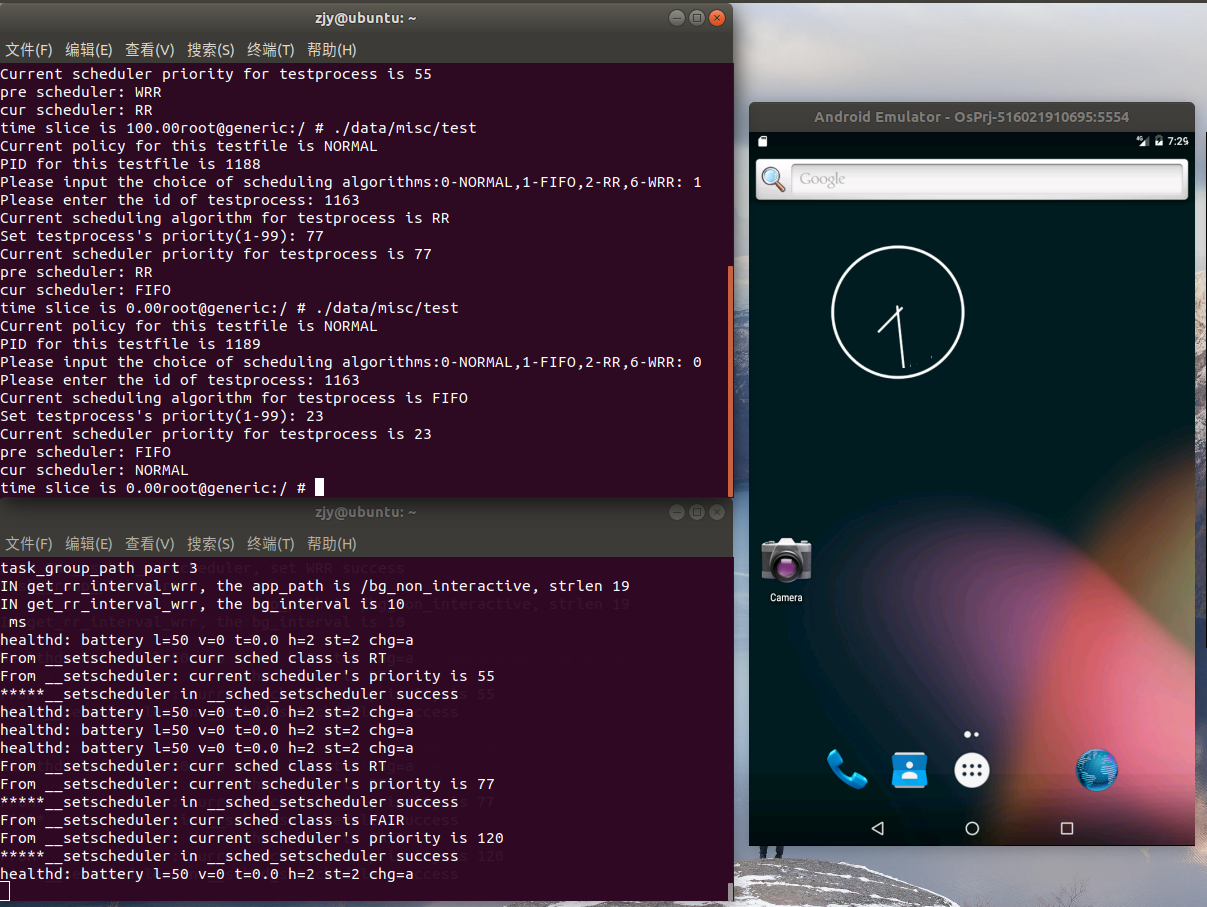 zjy@ubuntu: ~
文件(F) 编辑(E) 查看(V) 搜索(S) 终端(T) 帮助(H)
Current scheduler priority for testprocess is 55
pre scheduler: WRR
cur scheduler: RR
time slice is 100.00root@generic:/ # ./data/misc/test
Current policy for this testfile is NORMAL
PID for this testfile is 1188
Please input the choice of scheduling algorithms:0-NORMAL,1-FIFO,2-RR,6-WRR: 1
Please enter the id of testprocess: 1163
Current scheduling algorithm for testprocess is RR
Set testprocess's priority(1-99): 77
Current scheduler priority for testprocess is 77
pre scheduler: RR
cur scheduler: FIFO
time slice is 0.00root@generic:/ # ./data/misc/test
Current policy for this testfile is NORMAL
PID for this testfile is 1189
Please input the choice of scheduling algorithms:0-NORMAL,1-FIFO,2-RR,6-WRR: 0
Please enter the id of testprocess: 1163
Current scheduling algorithm for testprocess is FIFO
Set testprocess's priority(1-99): 23
Current scheduler priority for testprocess is 23
pre scheduler: FIFO
cur scheduler: NORMAL
time slice is 0.00root@generic:/ #
zjy@ubuntu: ~
文件(F) 编辑(E) 查看(V) 搜索(S) 终端(T) 帮助(H)
task_group_path part 3
IN get_rr_interval_wrr, the app_path is /bg_non_interactive, strlen 19
IN get_rr_interval_wrr, the bg_interval is 10
ms
healthd: battery l=50 v=0 t=0.0 h=2 st=2 chg=a
From __setscheduler: curr sched class is RT
From __setscheduler: current scheduler's priority is 55
*****__setscheduler in __sched_setscheduler success
healthd: battery l=50 v=0 t=0.0 h=2 st=2 chg=a
healthd: battery l=50 v=0 t=0.0 h=2 st=2 chg=a
healthd: battery l=50 v=0 t=0.0 h=2 st=2 chg=a
From __setscheduler: curr sched class is RT
From __setscheduler: current scheduler's priority is 77
*****__setscheduler in __sched_setscheduler success
From __setscheduler: curr sched class is FAIR
From __setscheduler: current scheduler's priority is 120
*****__setscheduler in __sched_setscheduler success
healthd: battery l=50 v=0 t=0.0 h=2 st=2 chg=a
Android Emulator - OsPrj-516021910695:5554
4G 7:29
Google
Camera